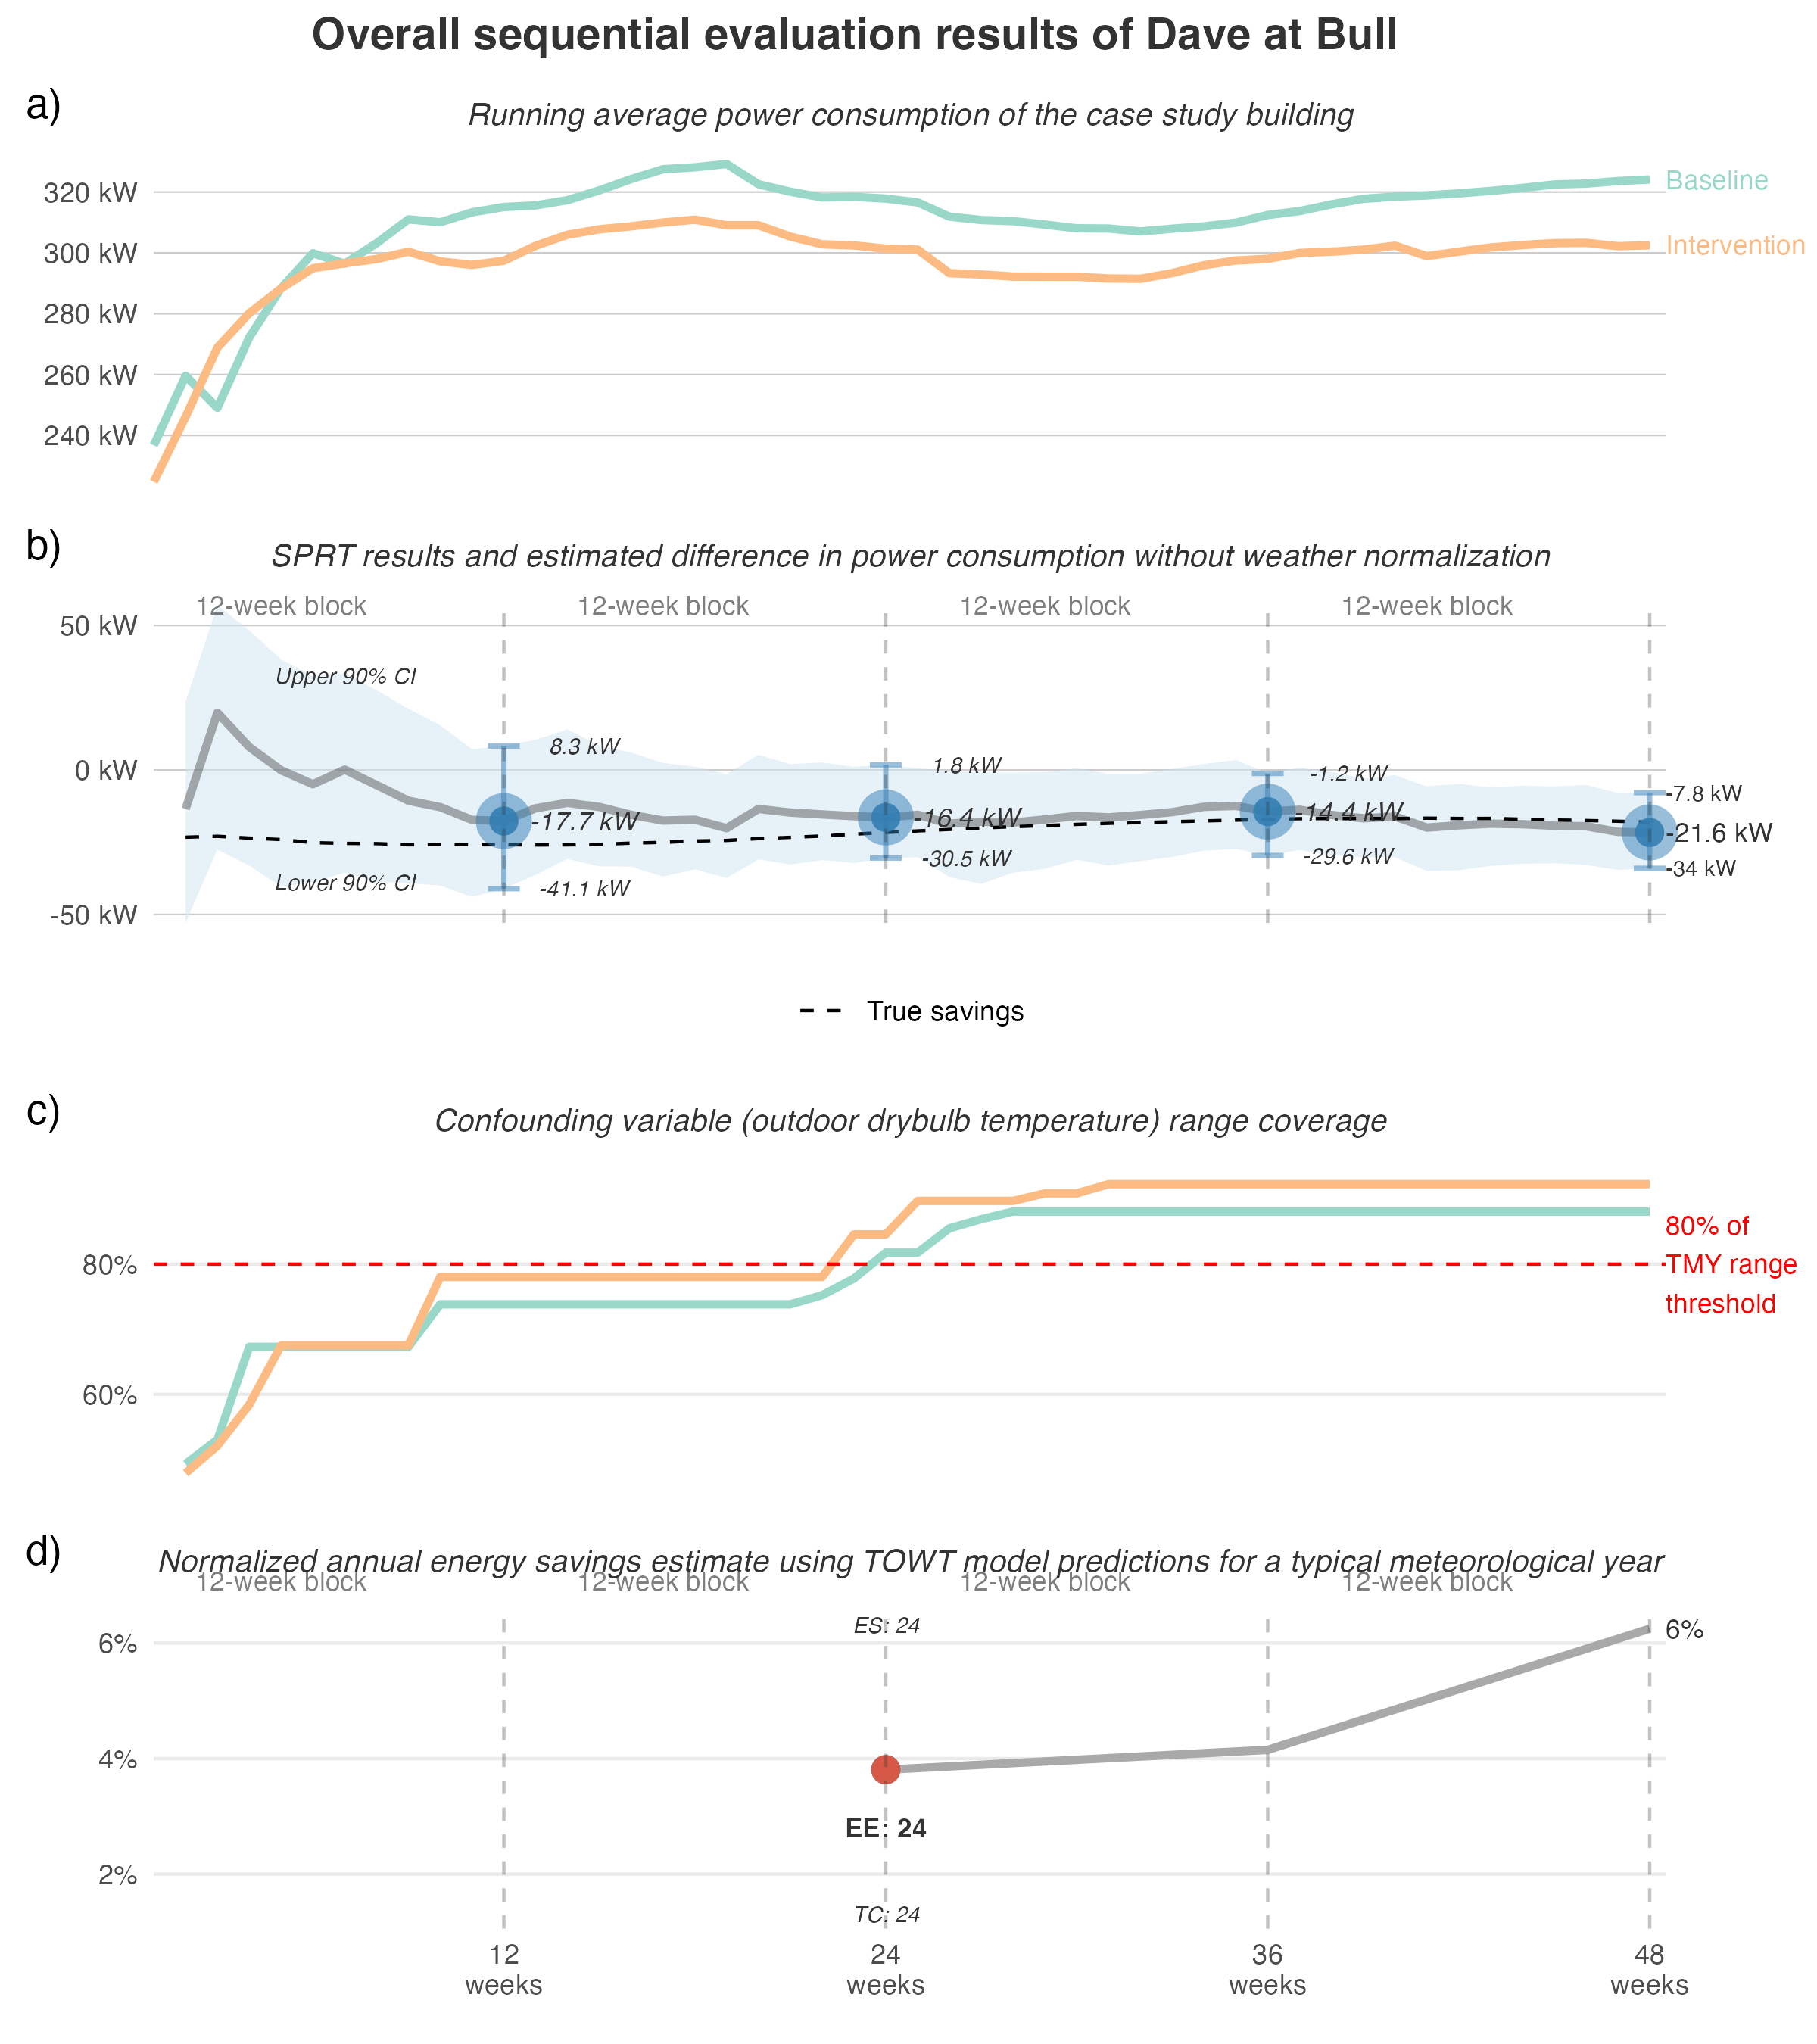 Overall sequential evaluation results of Dave at Bull
a)
Running average power consumption of the case study building
320 kW
300 kW
280 kW
260 kW
240 kW
Baseline
Intervention
b)
SPRT results and estimated difference in power consumption without weather normalization
12-week block 12-week block 12-week block 12-week block
50 kW
0 kW
-50 kW
Upper 90% CI
Lower 90% CI
8.3 kW
-17.7 kW
-41.1 kW
1.8 kW
-16.4 kW
-30.5 kW
-1.2 kW
-14.4 kW
-29.6 kW
-7.8 kW
-21.6 kW
-34 kW
True savings
c)
Confounding variable (outdoor drybulb temperature) range coverage
80%
60%
80% of
TMY range
threshold
d)
Normalized annual energy savings estimate using TOWT model predictions for a typical meteorological year
12-week block 12-week block 12-week block 12-week block
6%
4%
2%
ES: 24
EE: 24
TC: 24
6%
12
weeks
24
weeks
36
weeks
48
weeks